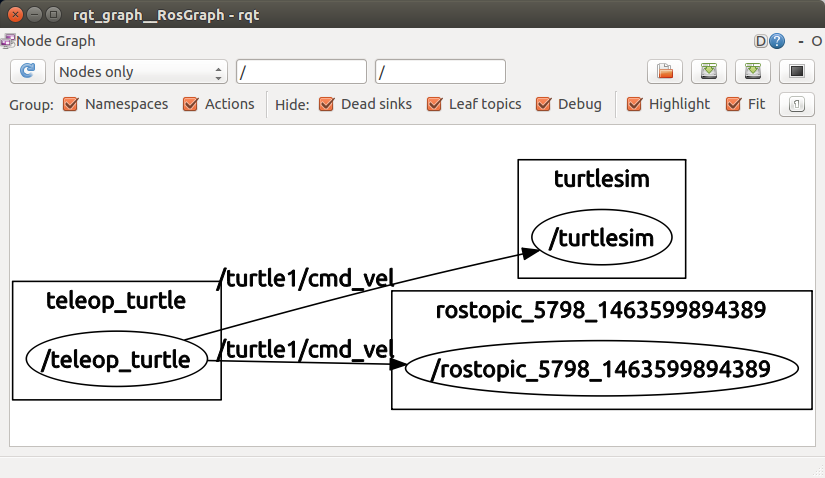 rqt_graph__RosGraph - rqt
Node Graph
D ? - O
Nodes only / /
Group: Namespaces Actions Hide: Dead sinks Leaf topics Debug Highlight Fit
turtlesim
/turtlesim
/turtle1/cmd_vel
teleop_turtle
rostopic_5798_1463599894389
/turtle1/cmd_vel
/teleop_turtle
/rostopic_5798_1463599894389